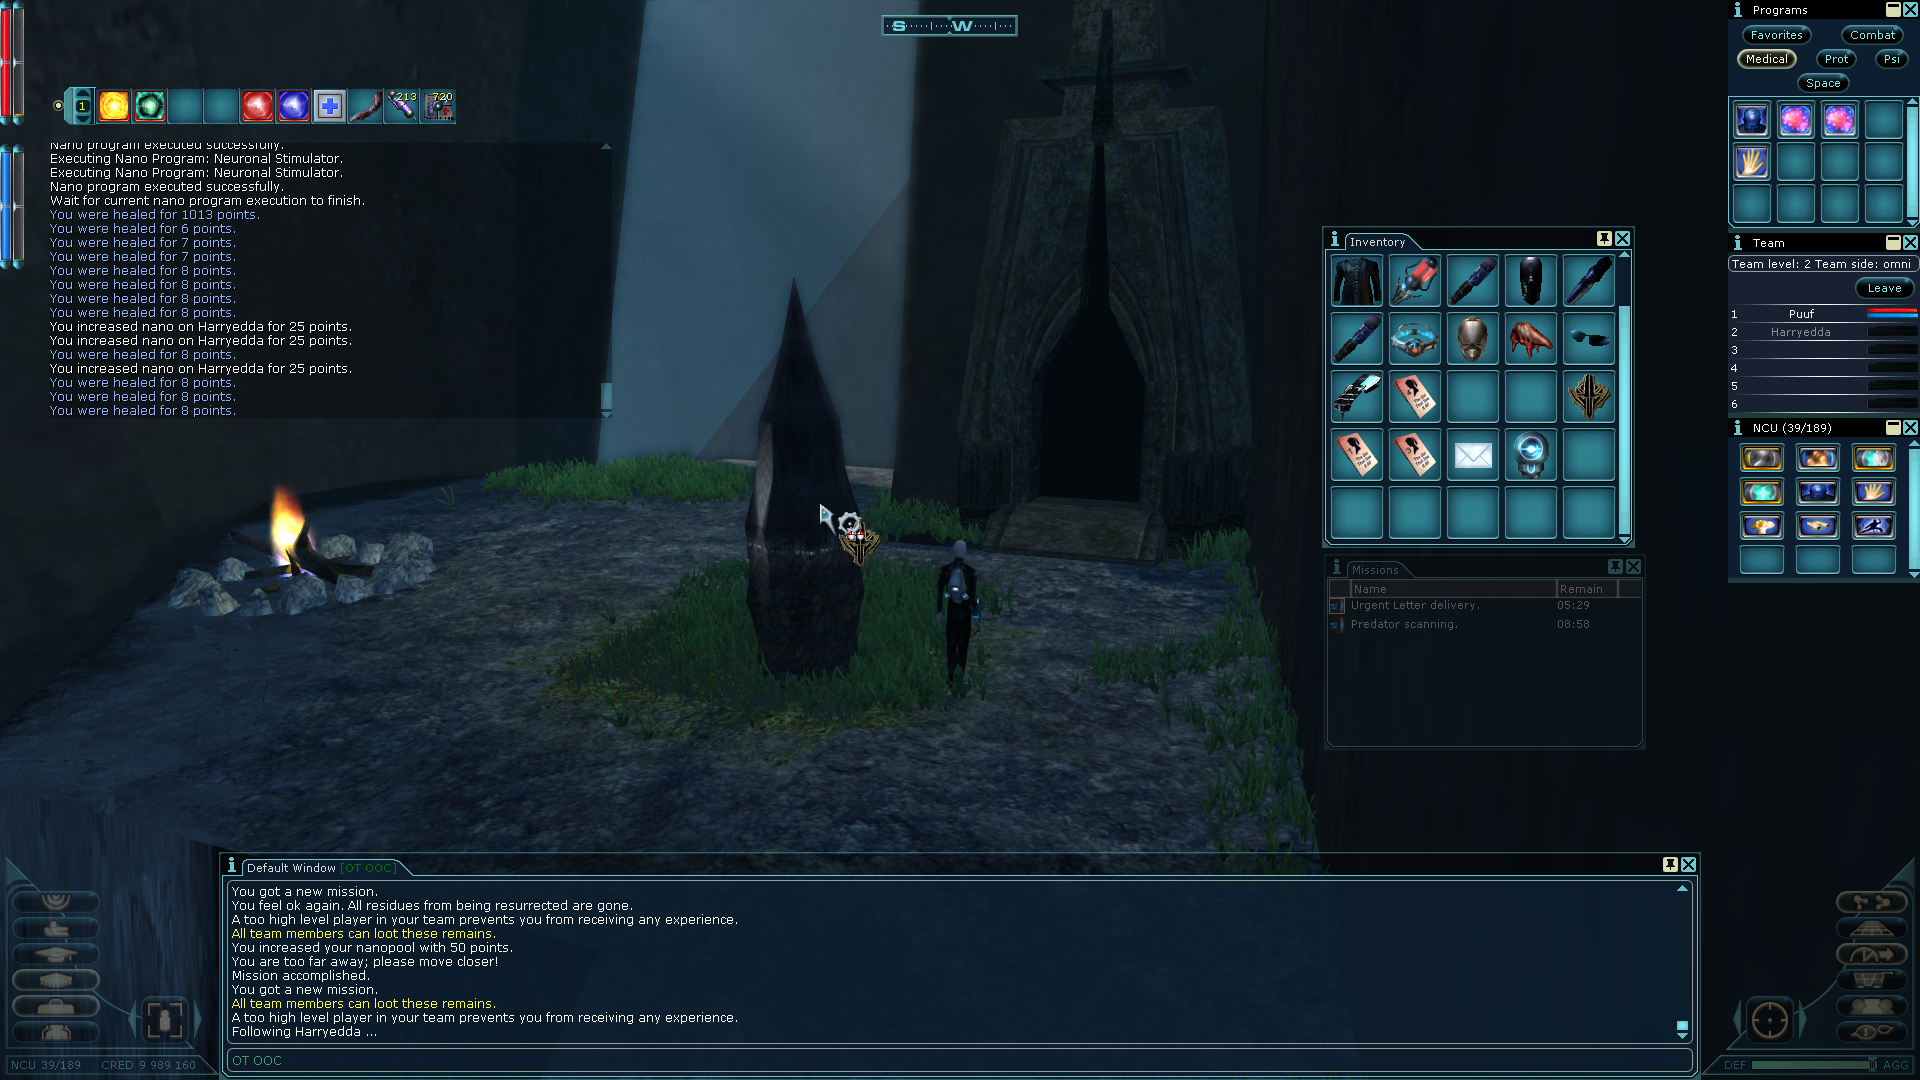 S W
Programs
Favorites Combat
Medical Prot Psi
Space
1 213 720
Nano program executed successfully.
Executing Nano Program: Neuronal Stimulator.
Executing Nano Program: Neuronal Stimulator.
Nano program executed successfully.
Wait for current nano program execution to finish.
You were healed for 1013 points.
You were healed for 6 points.
You were healed for 7 points.
You were healed for 7 points.
You were healed for 8 points.
You were healed for 8 points.
You were healed for 8 points.
You were healed for 8 points.
You increased nano on Harryedda for 25 points.
You increased nano on Harryedda for 25 points.
You were healed for 8 points.
You increased nano on Harryedda for 25 points.
You were healed for 8 points.
You were healed for 8 points.
You were healed for 8 points.
Inventory
Team
Team level: 2 Team side: omni
Leave
1 Puuf
2 Harryedda
3
4
5
6
NCU (39/189)
Missions
Name Remain
Urgent Letter delivery. 05:29
Predator scanning. 08:58
Default Window [OT OOC]
You got a new mission.
You feel ok again. All residues from being resurrected are gone.
A too high level player in your team prevents you from receiving any experience.
All team members can loot these remains.
You increased your nanopool with 50 points.
You are too far away; please move closer!
Mission accomplished.
You got a new mission.
All team members can loot these remains.
A too high level player in your team prevents you from receiving any experience.
Following Harryedda ...
OT OOC
NCU 39/189 CRED 9 989 160
DEF AGG